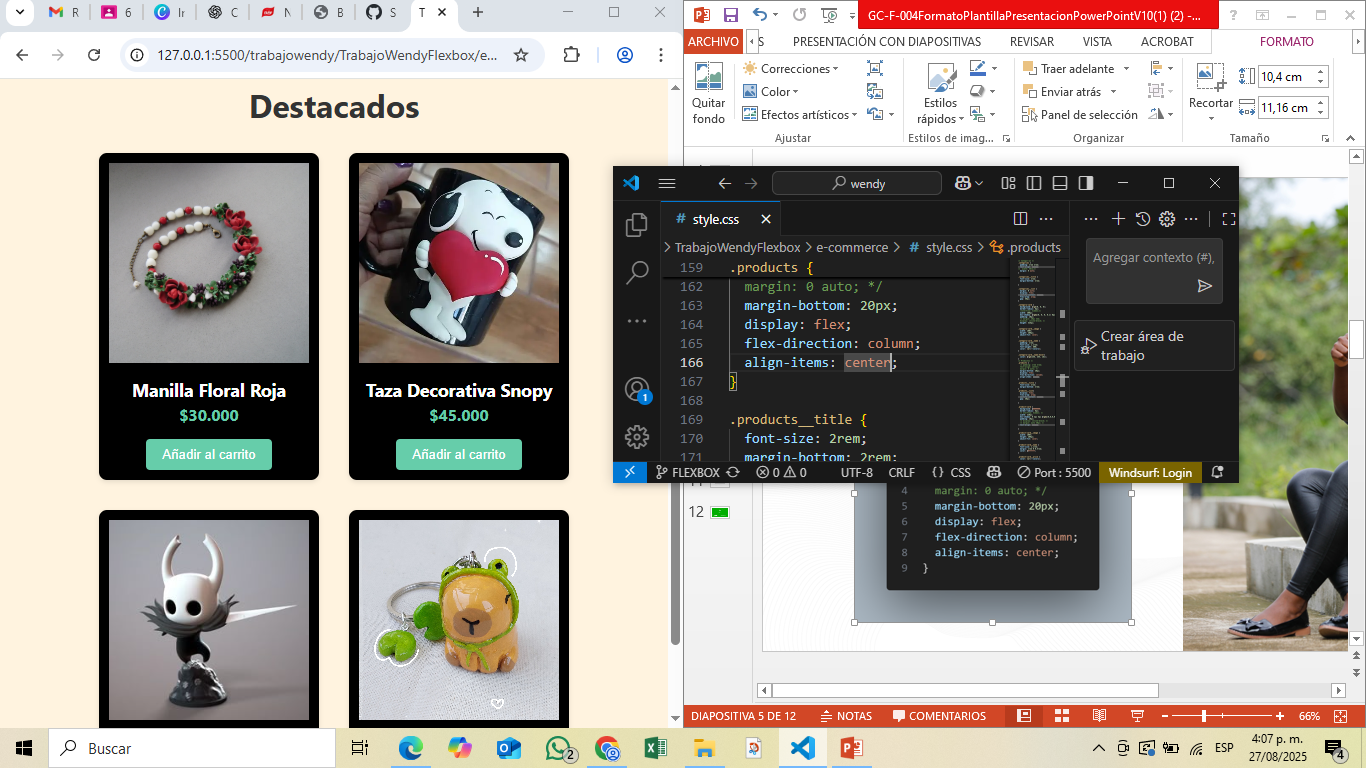 R
6
Ir
C
N
B
S
T
127.0.0.1:5500/trabajowendy/TrabajoWendyFlexbox/e...
Destacados
Manilla Floral Roja
$30.000
Añadir al carrito
Taza Decorativa Snopy
$45.000
Añadir al carrito
GC-F-004FormatoPlantillaPresentacionPowerPointV10(1) (2) -...
ARCHIVO
S
PRESENTACIÓN CON DIAPOSITIVAS
REVISAR
VISTA
ACROBAT
FORMATO
Quitar fondo
Correcciones
Color
Efectos artísticos
Ajustar
Estilos rápidos
Estilos de imag...
Traer adelante
Enviar atrás
Panel de selección
Organizar
Recortar
10,4 cm
11,16 cm
Tamaño
wendy
style.css
TrabajoWendyFlexbox > e-commerce > style.css > .products
159 .products {
162 margin: 0 auto; */
163 margin-bottom: 20px;
164 display: flex;
165 flex-direction: column;
166 align-items: center;
167 }
168
169 .products__title {
170 font-size: 2rem;
171 margin-bottom: 2rem;
Agregar contexto (#),
Crear área de trabajo
1
FLEXBOX
0
0
UTF-8
CRLF
{ } CSS
Port : 5500
Windsurf: Login
4 margin: 0 auto; */
5 margin-bottom: 20px;
6 display: flex;
7 flex-direction: column;
8 align-items: center;
9 }
12
DIAPOSITIVA 5 DE 12
NOTAS
COMENTARIOS
66%
Buscar
2
ESP
4:07 p. m.
27/08/2025
4